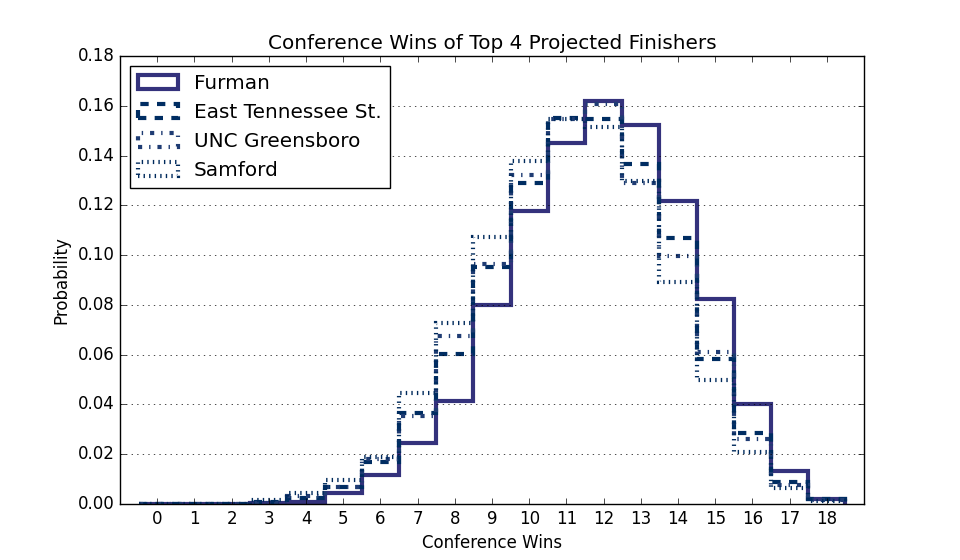 Conference Wins of Top 4 Projected Finishers
0.18
0.16
0.14
0.12
0.10
0.08
0.06
0.04
0.02
0.00
Probability
Furman
East Tennessee St.
UNC Greensboro
Samford
0 1 2 3 4 5 6 7 8 9 10 11 12 13 14 15 16 17 18
Conference Wins